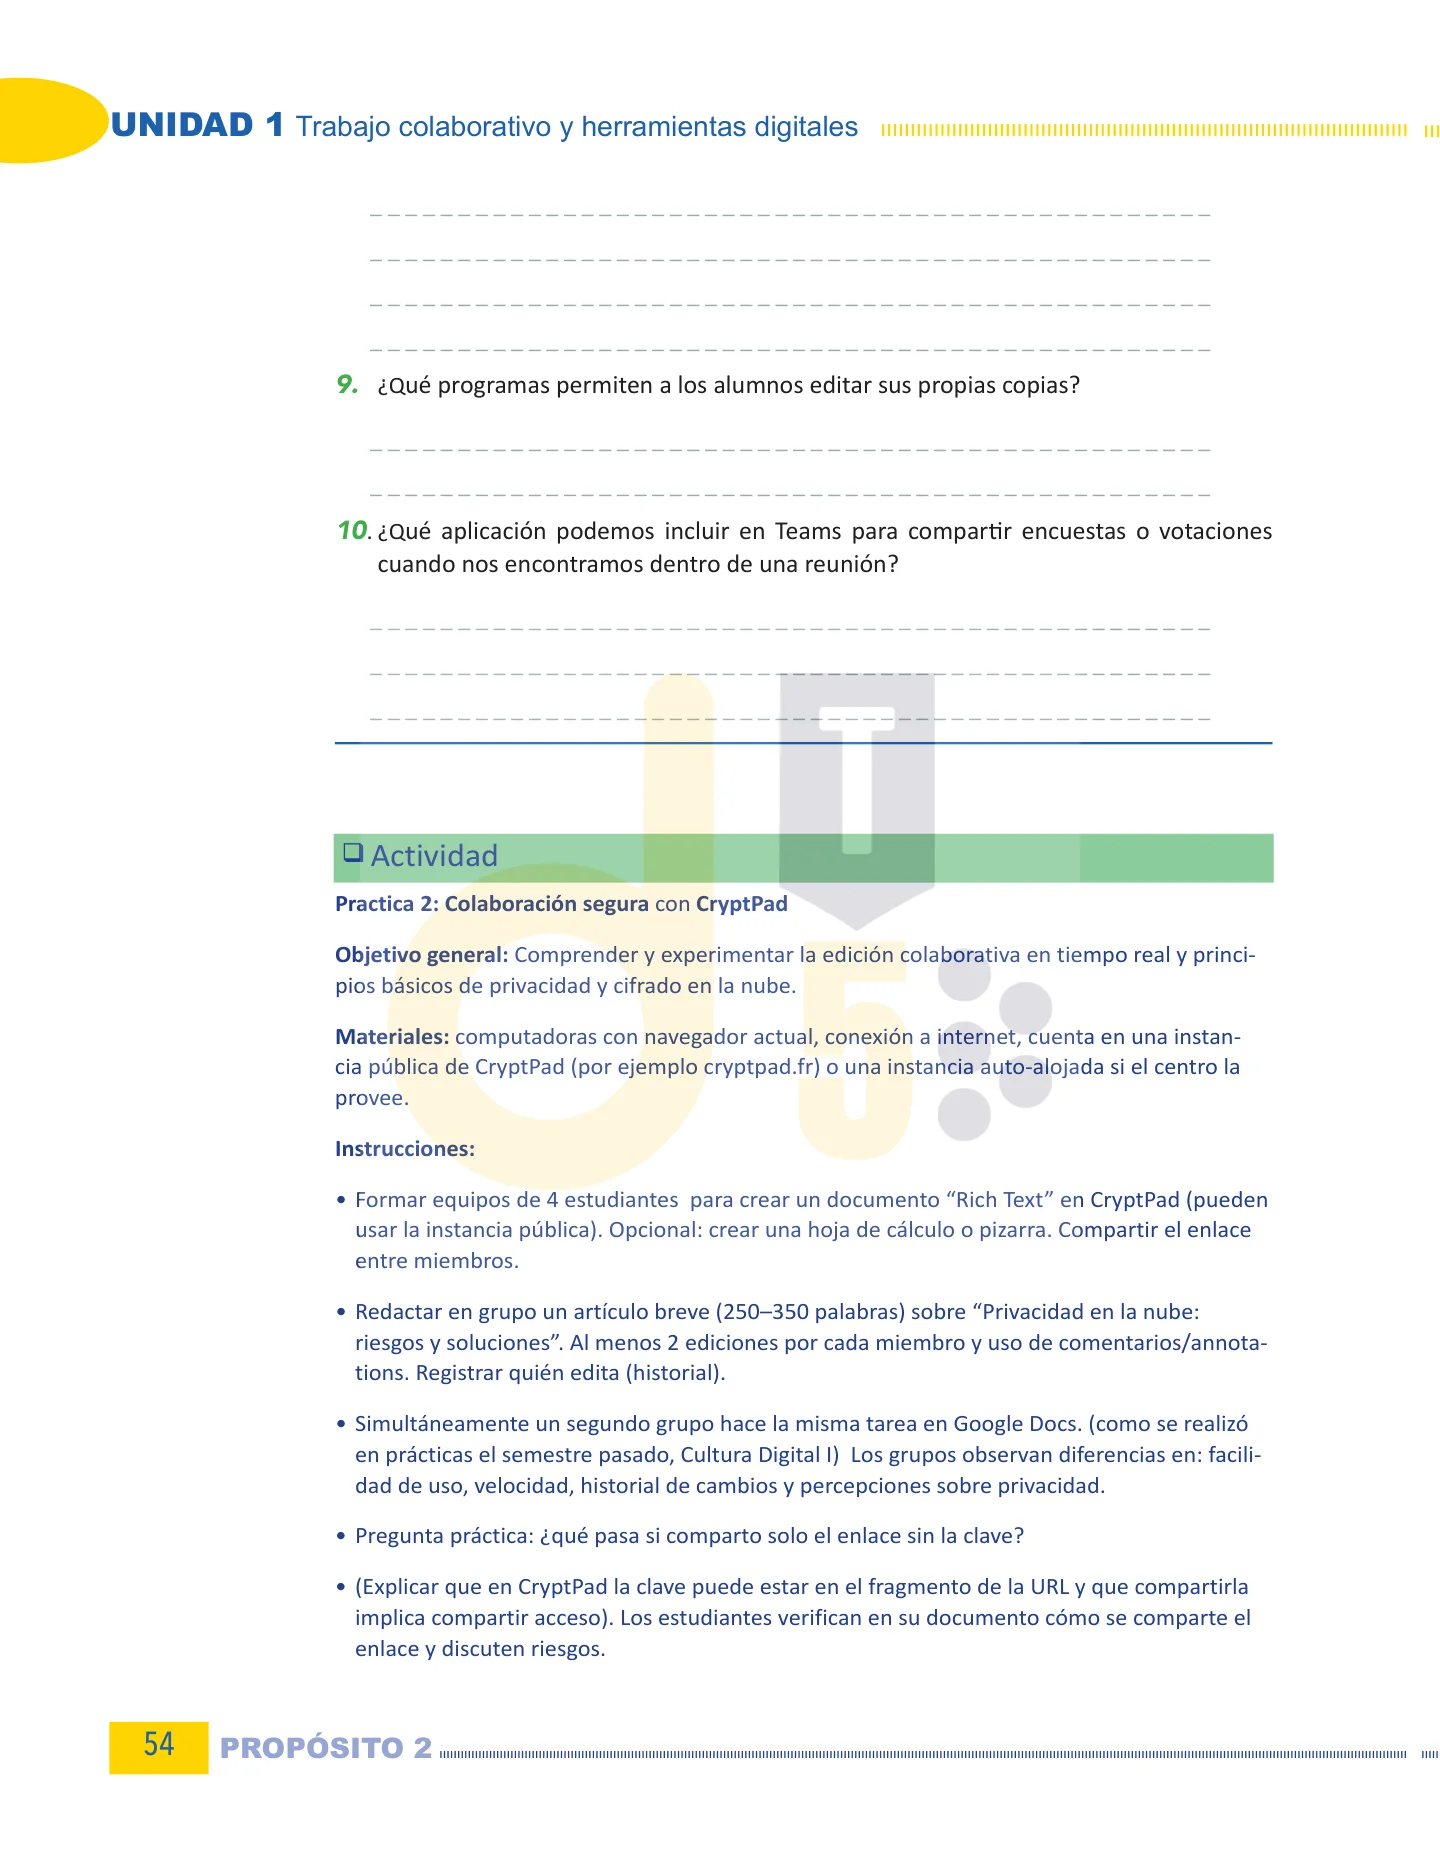 UNIDAD 1 Trabajo colaborativo y herramientas digitales
9. ¿Qué programas permiten a los alumnos editar sus propias copias?
10. ¿Qué aplicación podemos incluir en Teams para compartir encuestas o votaciones
cuando nos encontramos dentro de una reunión?
❑ Actividad
Practica 2: Colaboración segura con CryptPad
Objetivo general: Comprender y experimentar la edición colaborativa en tiempo real y princi-
pios básicos de privacidad y cifrado en la nube.
Materiales: computadoras con navegador actual, conexión a internet, cuenta en una instan-
cia pública de CryptPad (por ejemplo cryptpad.fr) o una instancia auto-alojada si el centro la
provee.
Instrucciones:
• Formar equipos de 4 estudiantes  para crear un documento “Rich Text” en CryptPad (pueden
usar la instancia pública). Opcional: crear una hoja de cálculo o pizarra. Compartir el enlace
entre miembros.
• Redactar en grupo un artículo breve (250–350 palabras) sobre “Privacidad en la nube:
riesgos y soluciones”. Al menos 2 ediciones por cada miembro y uso de comentarios/annota-
tions. Registrar quién edita (historial).
• Simultáneamente un segundo grupo hace la misma tarea en Google Docs. (como se realizó
en prácticas el semestre pasado, Cultura Digital I)  Los grupos observan diferencias en: facili-
dad de uso, velocidad, historial de cambios y percepciones sobre privacidad.
• Pregunta práctica: ¿qué pasa si comparto solo el enlace sin la clave?
• (Explicar que en CryptPad la clave puede estar en el fragmento de la URL y que compartirla
implica compartir acceso). Los estudiantes verifican en su documento cómo se comparte el
enlace y discuten riesgos.
54 PROPÓSITO 2